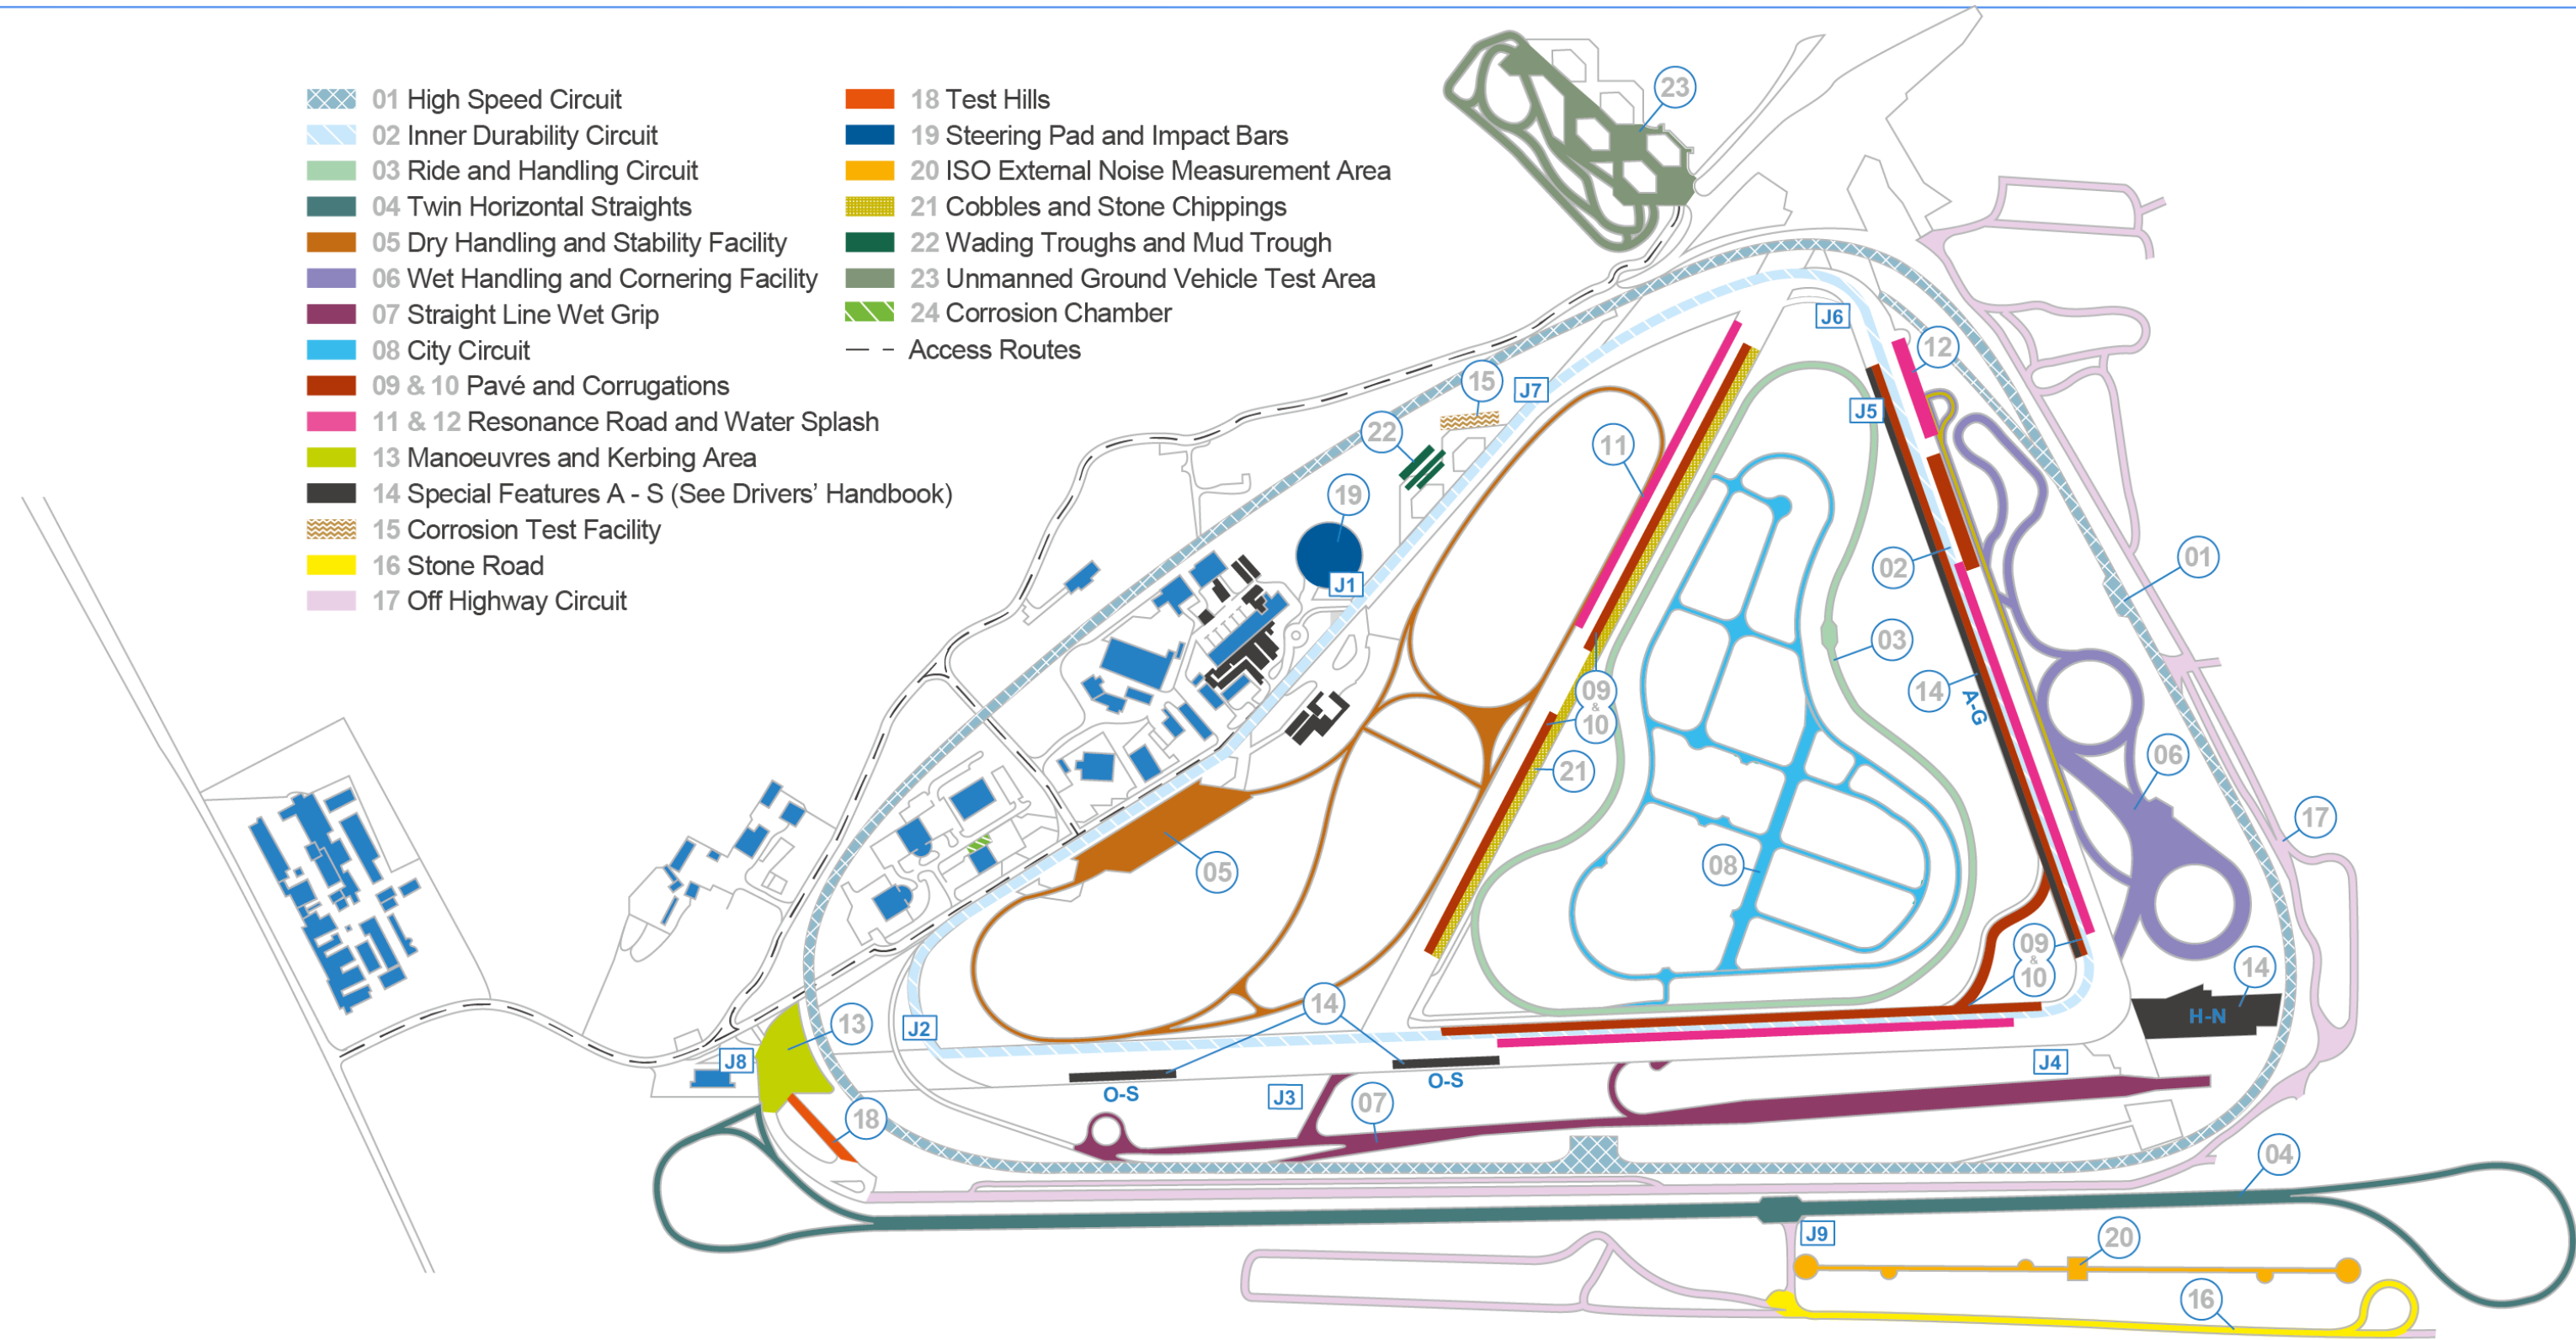 01 High Speed Circuit
02 Inner Durability Circuit
03 Ride and Handling Circuit
04 Twin Horizontal Straights
05 Dry Handling and Stability Facility
06 Wet Handling and Cornering Facility
07 Straight Line Wet Grip
08 City Circuit
09 & 10 Pavé and Corrugations
11 & 12 Resonance Road and Water Splash
13 Manoeuvres and Kerbing Area
14 Special Features A - S (See Drivers’ Handbook)
15 Corrosion Test Facility
16 Stone Road
17 Off Highway Circuit
18 Test Hills
19 Steering Pad and Impact Bars
20 ISO External Noise Measurement Area
21 Cobbles and Stone Chippings
22 Wading Troughs and Mud Trough
23 Unmanned Ground Vehicle Test Area
24 Corrosion Chamber
Access Routes
23
J6
12
15
J7
J5
22
11
19
01
02
J1
03
14
A-G
09
&
10
06
21
17
08
05
09
&
10
14
14
H-N
13
J2
J8
J4
O-S
O-S
J3
07
18
04
J9
20
16